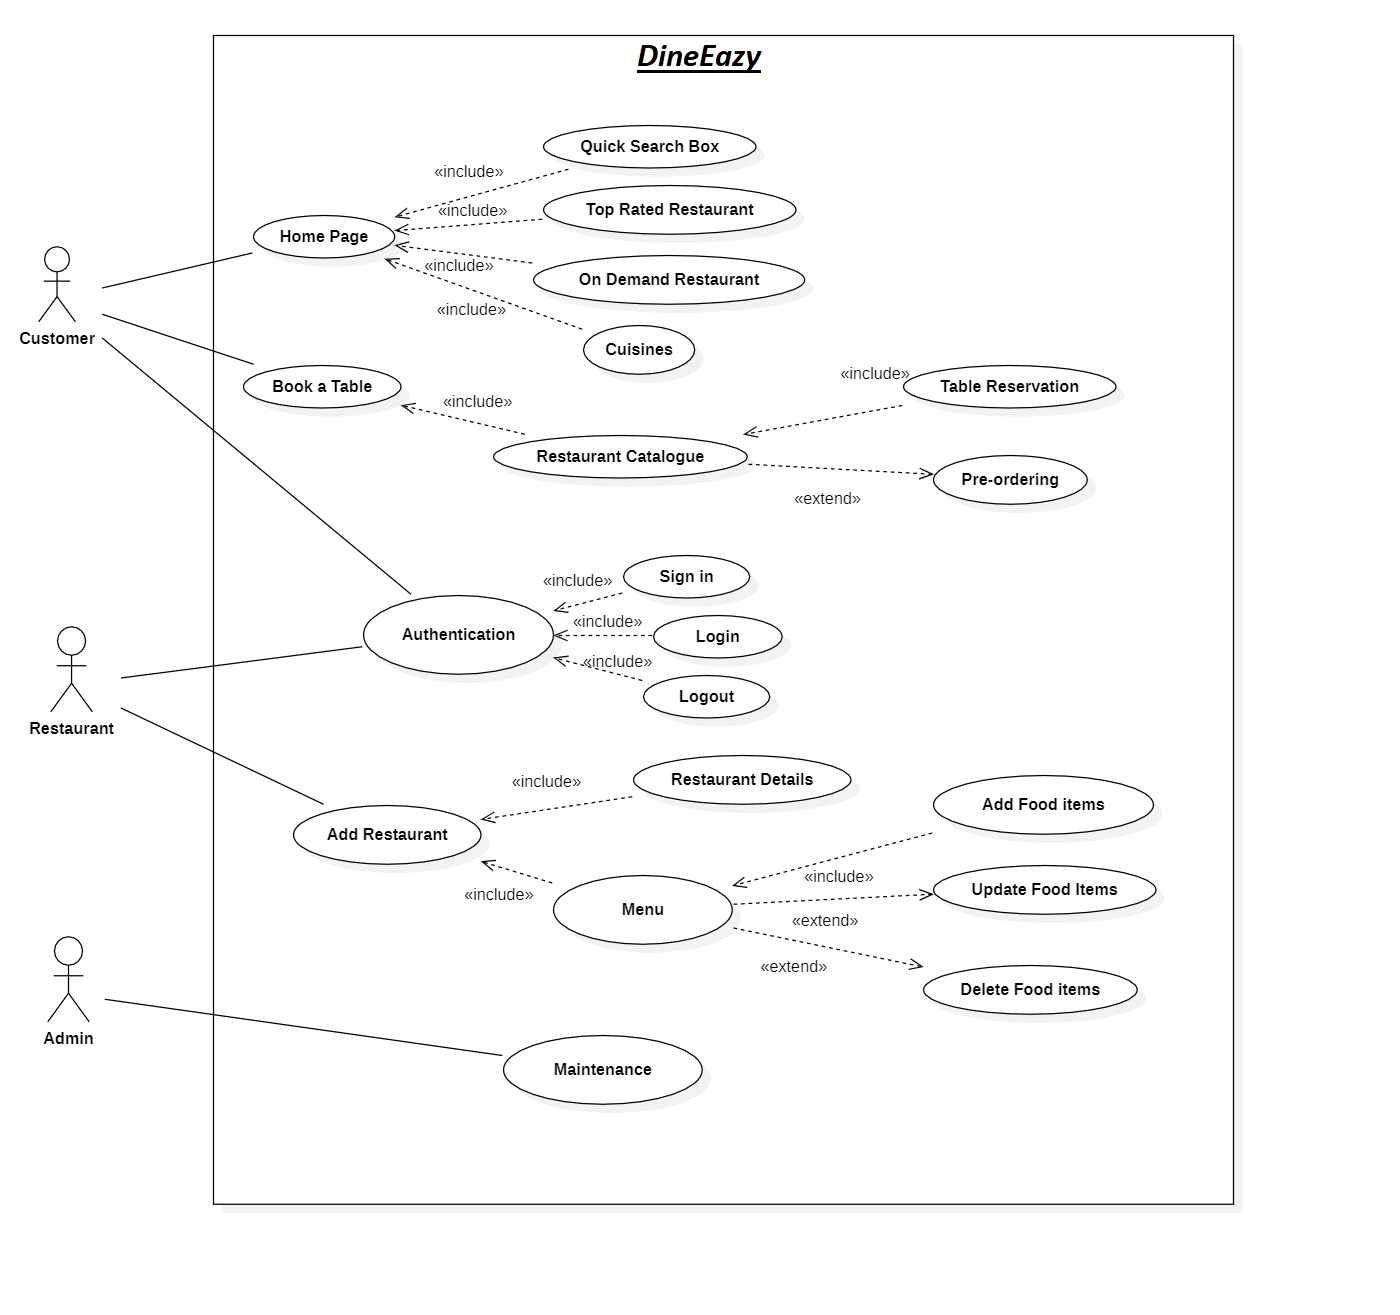 DineEazy
Quick Search Box
«include»
Top Rated Restaurant
«include»
Home Page
«include»
On Demand Restaurant
«include»
Customer
Cuisines
«include»
Table Reservation
Book a Table
«include»
Restaurant Catalogue
Pre-ordering
«extend»
Sign in
«include»
«include»
Authentication
Login
«include»
Logout
Restaurant
Restaurant Details
«include»
Add Food items
Add Restaurant
«include»
Update Food Items
«include»
Menu
«extend»
«extend»
Delete Food items
Admin
Maintenance